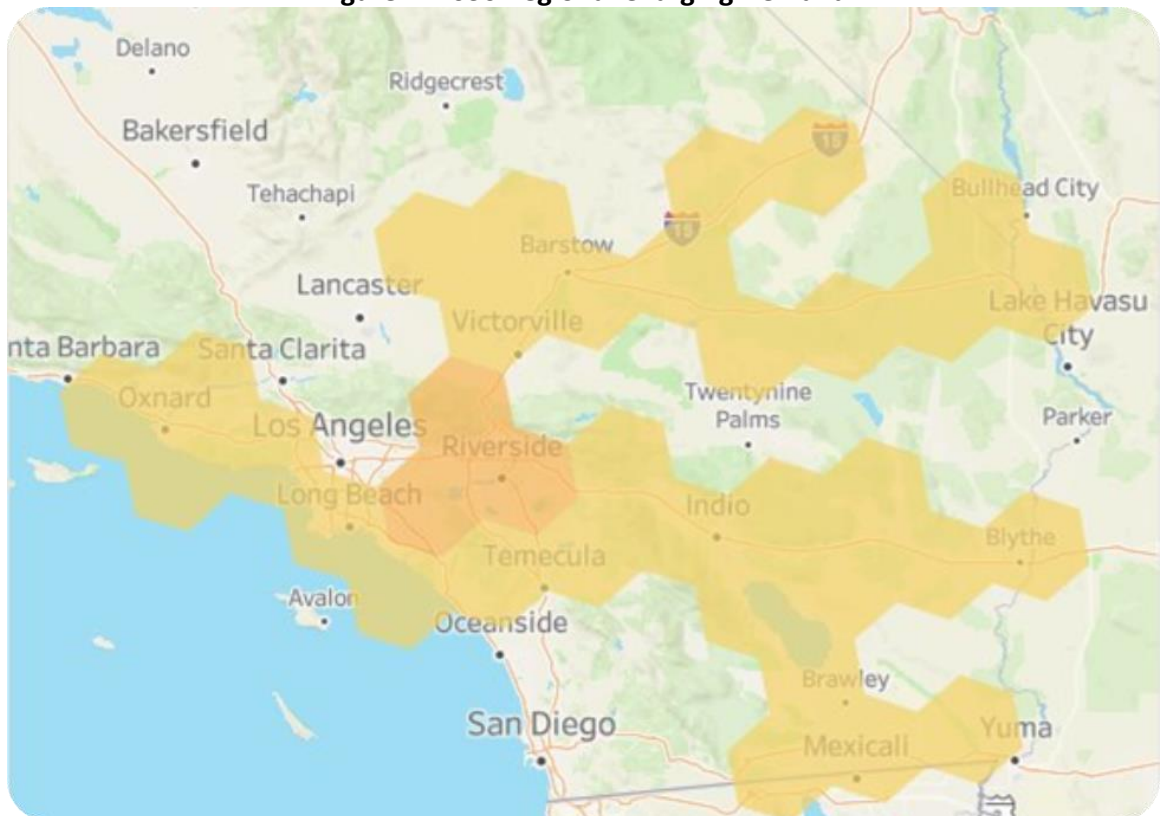 Delano
Ridgecrest
Bakersfield
Tehachapi
Bullhead City
15
15
Barstow
Lancaster
Victorville
Lake Havasu
City
nta Barbara
Santa Clarita
Oxnard
Twentynine
Palms
Parker
Los Angeles
Riverside
Long Beach
Indio
Blythe
Temecula
Avalon
Oceanside
Brawley
San Diego
Yuma
Mexicali